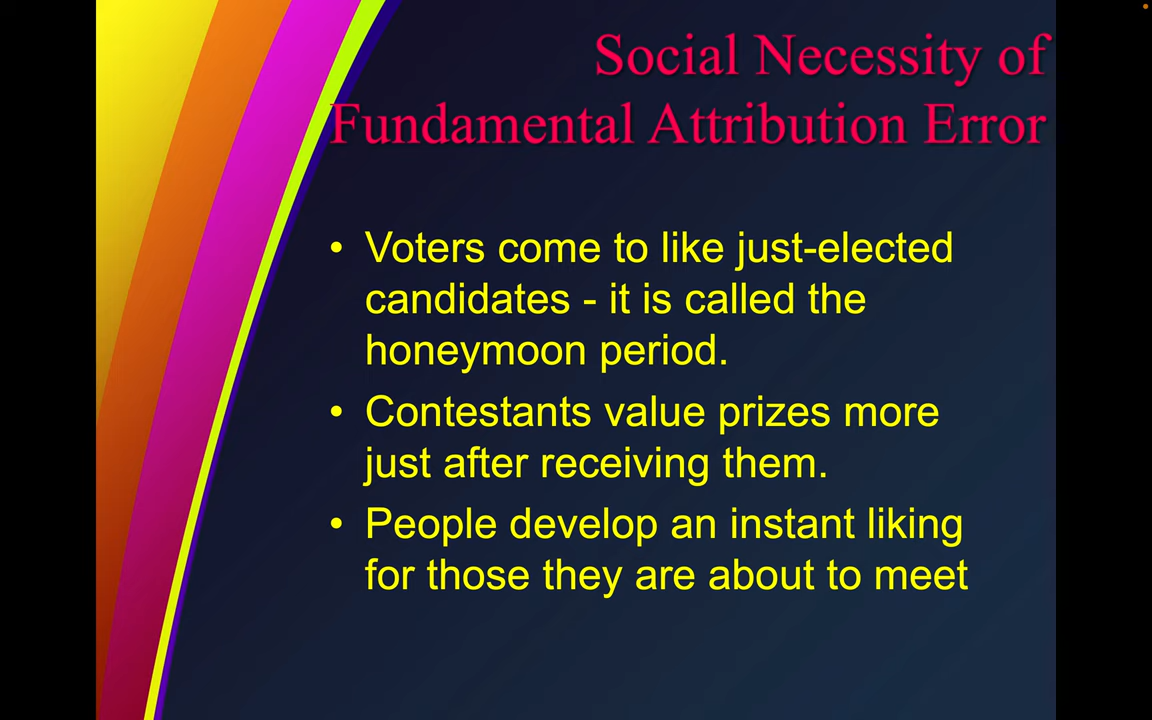 Social Necessity of
Fundamental Attribution Error
• Voters come to like just-elected
candidates - it is called the
honeymoon period.
• Contestants value prizes more
just after receiving them.
• People develop an instant liking
for those they are about to meet